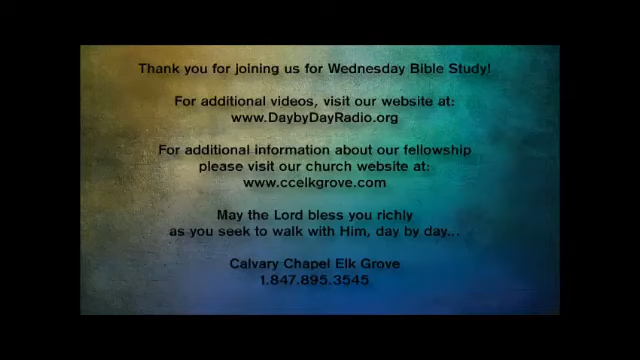 Thank you for joining us for Wednesday Bible Study!
For additional videos, visit our website at:
www.DaybyDayRadio.org
For additional information about our fellowship
please visit our church website at:
www.ccelkgrove.com
May the Lord bless you richly
as you seek to walk with Him, day by day...
Calvary Chapel Elk Grove
1.847.895.3545